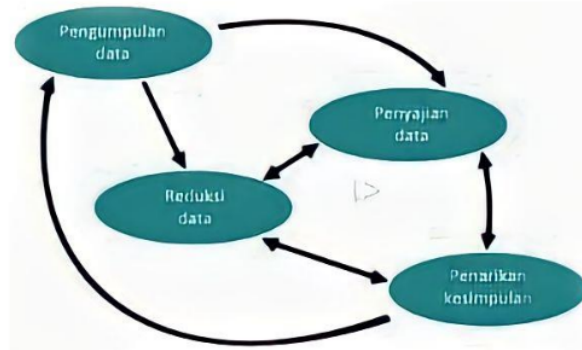 Pengumpulan
data
Penyajian
data
Reduksi
data
Penarikan
kesimpulan